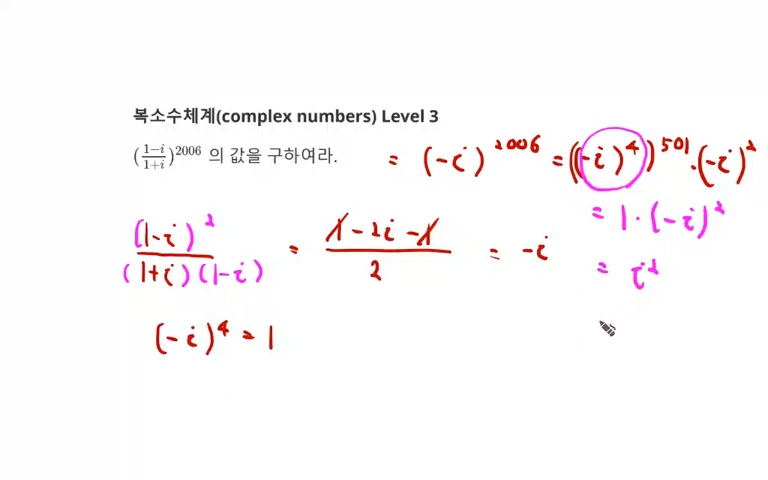 복소수체계(complex numbers) Level 3
(\frac{1-i}{1+i})^{2006} 의 값을 구하여라. = (-i)^{2006} = ((-i)^4)^{501} \cdot (-i)^2
= 1 \cdot (-i)^2
\frac{(1-i)^2}{(1+i)(1-i)} = \frac{1-2i-1}{2} = -i
= i^2
(-i)^4 = 1